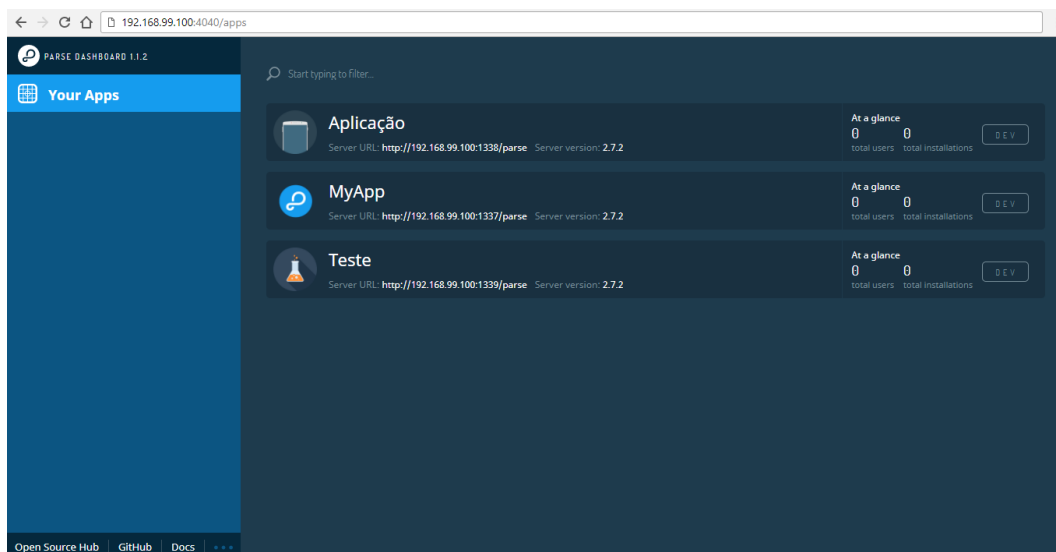 192.168.99.100:4040/apps
PARSE DASHBOARD 1.1.2
Your Apps
Start typing to filter...
Aplicação
Server URL: http://192.168.99.100:1338/parse Server version: 2.7.2
At a glance
0 0
total users total installations
DEV
MyApp
Server URL: http://192.168.99.100:1337/parse Server version: 2.7.2
At a glance
0 0
total users total installations
DEV
Teste
Server URL: http://192.168.99.100:1339/parse Server version: 2.7.2
At a glance
0 0
total users total installations
DEV
Open Source Hub GitHub Docs